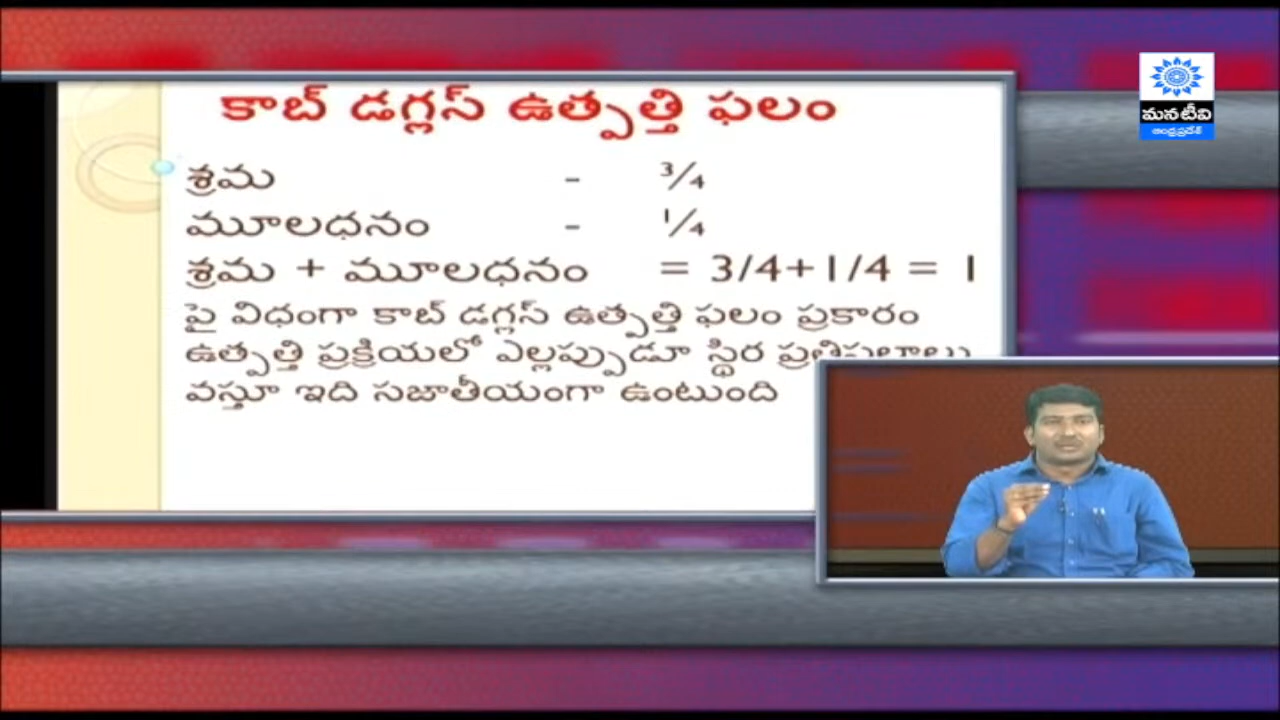 కాబ్ డగ్లస్ ఉత్పత్తి ఫలం
మనటీవి
ఆంధ్రప్రదేశ్
శ్రమ - ¾
మూలధనం - ¼
శ్రమ + మూలధనం = 3/4+1/4 = 1
పై విధంగా కాబ్ డగ్లస్ ఉత్పత్తి ఫలం ప్రకారం
ఉత్పత్తి ప్రక్రియలో ఎల్లప్పుడూ స్థిర ప్రతిఫలాలు
వస్తూ ఇది సజాతీయంగా ఉంటుంది